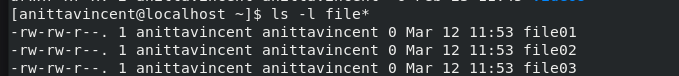 [anittavincent@localhost ~]$ ls -l file*
-rw-rw-r--. 1 anittavincent anittavincent 0 Mar 12 11:53 file01
-rw-rw-r--. 1 anittavincent anittavincent 0 Mar 12 11:53 file02
-rw-rw-r--. 1 anittavincent anittavincent 0 Mar 12 11:53 file03